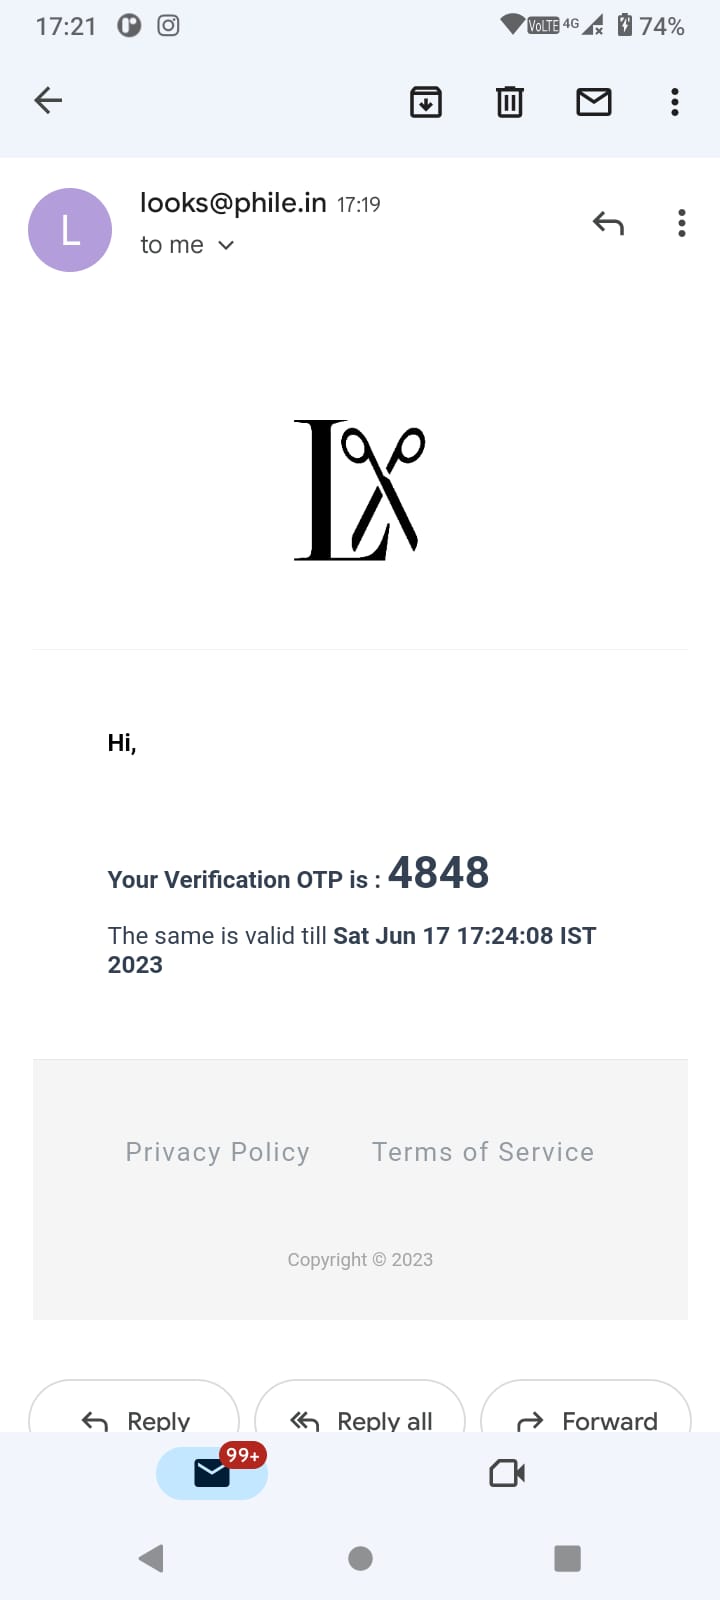 17:21 VoLTE 4G 74%
L looks@phile.in 17:19
to me
L
Hi,
Your Verification OTP is : 4848
The same is valid till Sat Jun 17 17:24:08 IST
2023
Privacy Policy Terms of Service
Copyright © 2023
Reply Reply all Forward
99+